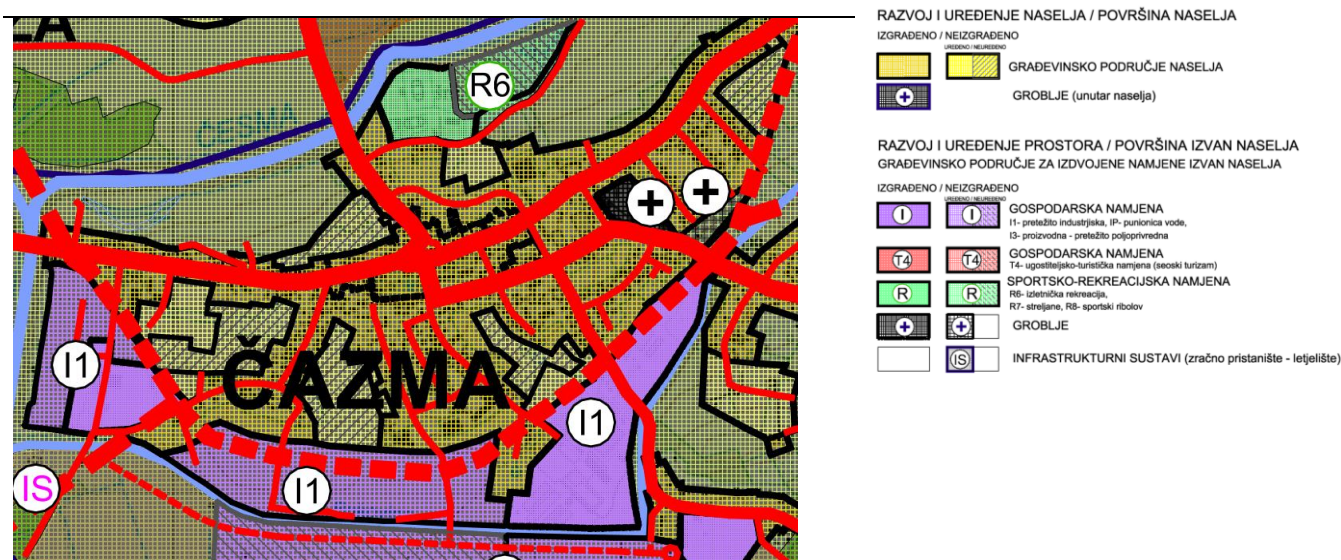 LA
R6
ČESMA
I1
ČAZMA
I1
I1
IS
RAZVOJ I UREĐENJE NASELJA / POVRŠINA NASELJA
IZGRAĐENO / NEIZGRAĐENO
UREĐENO / NEUREĐENO
GRAĐEVINSKO PODRUČJE NASELJA
GROBLJE (unutar naselja)
RAZVOJ I UREĐENJE PROSTORA / POVRŠINA IZVAN NASELJA
GRAĐEVINSKO PODRUČJE ZA IZDVOJENE NAMJENE IZVAN NASELJA
IZGRAĐENO / NEIZGRAĐENO
UREĐENO / NEUREĐENO
I I GOSPODARSKA NAMJENA
I1- pretežito industrijska, IP- punionica vode,
I3- proizvodna - pretežito poljoprivredna
T4 T4 GOSPODARSKA NAMJENA
T4- ugostiteljsko-turistička namjena (seoski turizam)
R R SPORTSKO-REKREACIJSKA NAMJENA
R6- izletnička rekreacija,
R7- streljane, R8- sportski ribolov
GROBLJE
IS INFRASTRUKTURNI SUSTAVI (zračno pristanište - letjelište)